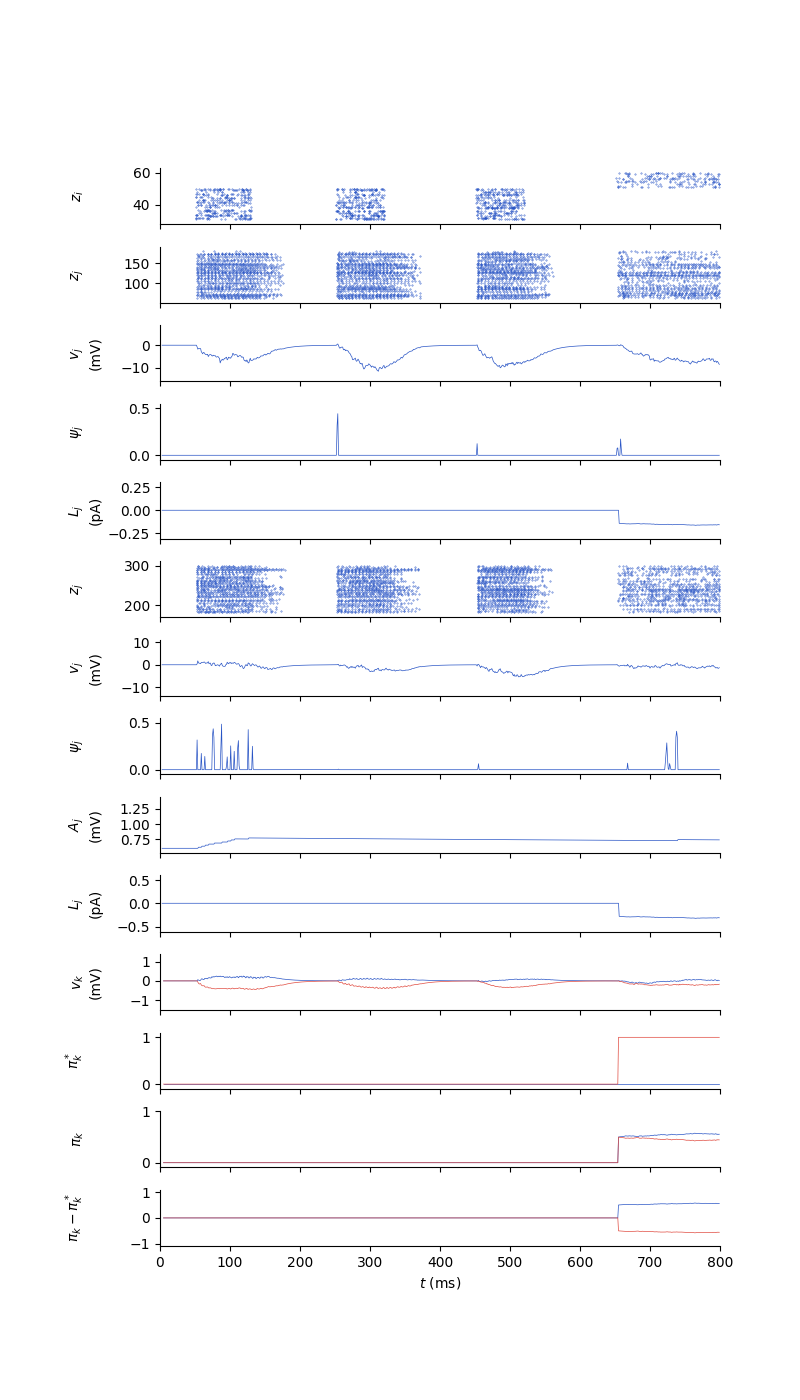 z_i
60
40
z_j
150
100
v_j
(mV)
0
−10
ψ_j
0.5
0.0
L_j
(pA)
0.25
0.00
−0.25
z_j
300
200
v_j
(mV)
10
0
−10
ψ_j
0.5
0.0
A_j
(mV)
1.25
1.00
0.75
L_j
(pA)
0.5
0.0
−0.5
v_k
(mV)
1
0
−1
π_k^*
1
0
π_k
1
0
π_k − π_k^*
1
0
−1
0 100 200 300 400 500 600 700 800
t (ms)